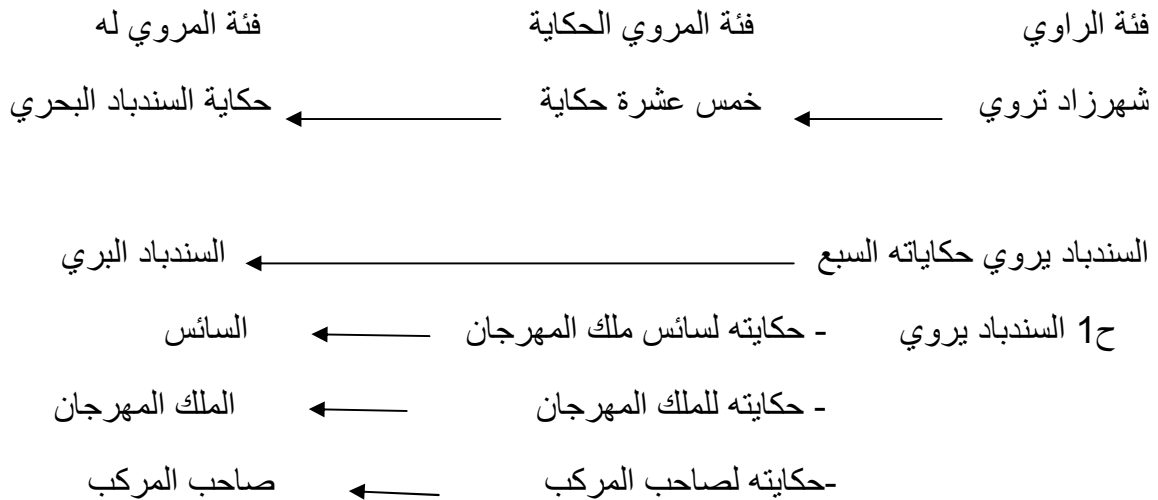 فئة الراوي فئة المروي الحكاية فئة المروي له
شهرزاد تروي خمس عشرة حكاية حكاية السندباد البحري
السندباد يروي حكاياته السبع السندباد البري
ح1 السندباد يروي - حكايته لسائس ملك المهرجان السائس
- حكايته للملك المهرجان الملك المهرجان
-حكايته لصاحب المركب صاحب المركب